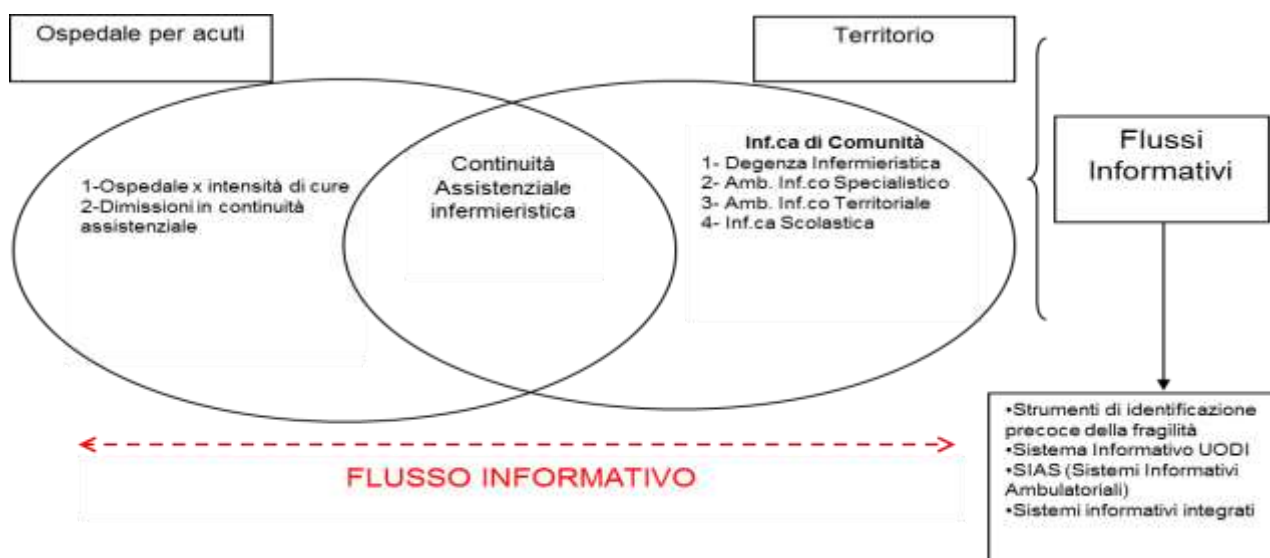 Ospedale per acuti
Territorio
1-Ospedale x intensità di cure
2-Dimissioni in continuità
assistenziale
Continuità
Assistenziale
infermieristica
Inf.ca di Comunità
1- Degenza Infermieristica
2- Amb. Inf.co Specialistico
3- Amb. Inf.co Territoriale
4- Inf.ca Scolastica
Flussi
Informativi
•Strumenti di identificazione
precoce della fragilità
•Sistema Informativo UODI
•SIAS (Sistemi Informativi
Ambulatoriali)
•Sistemi informativi integrati
FLUSSO INFORMATIVO